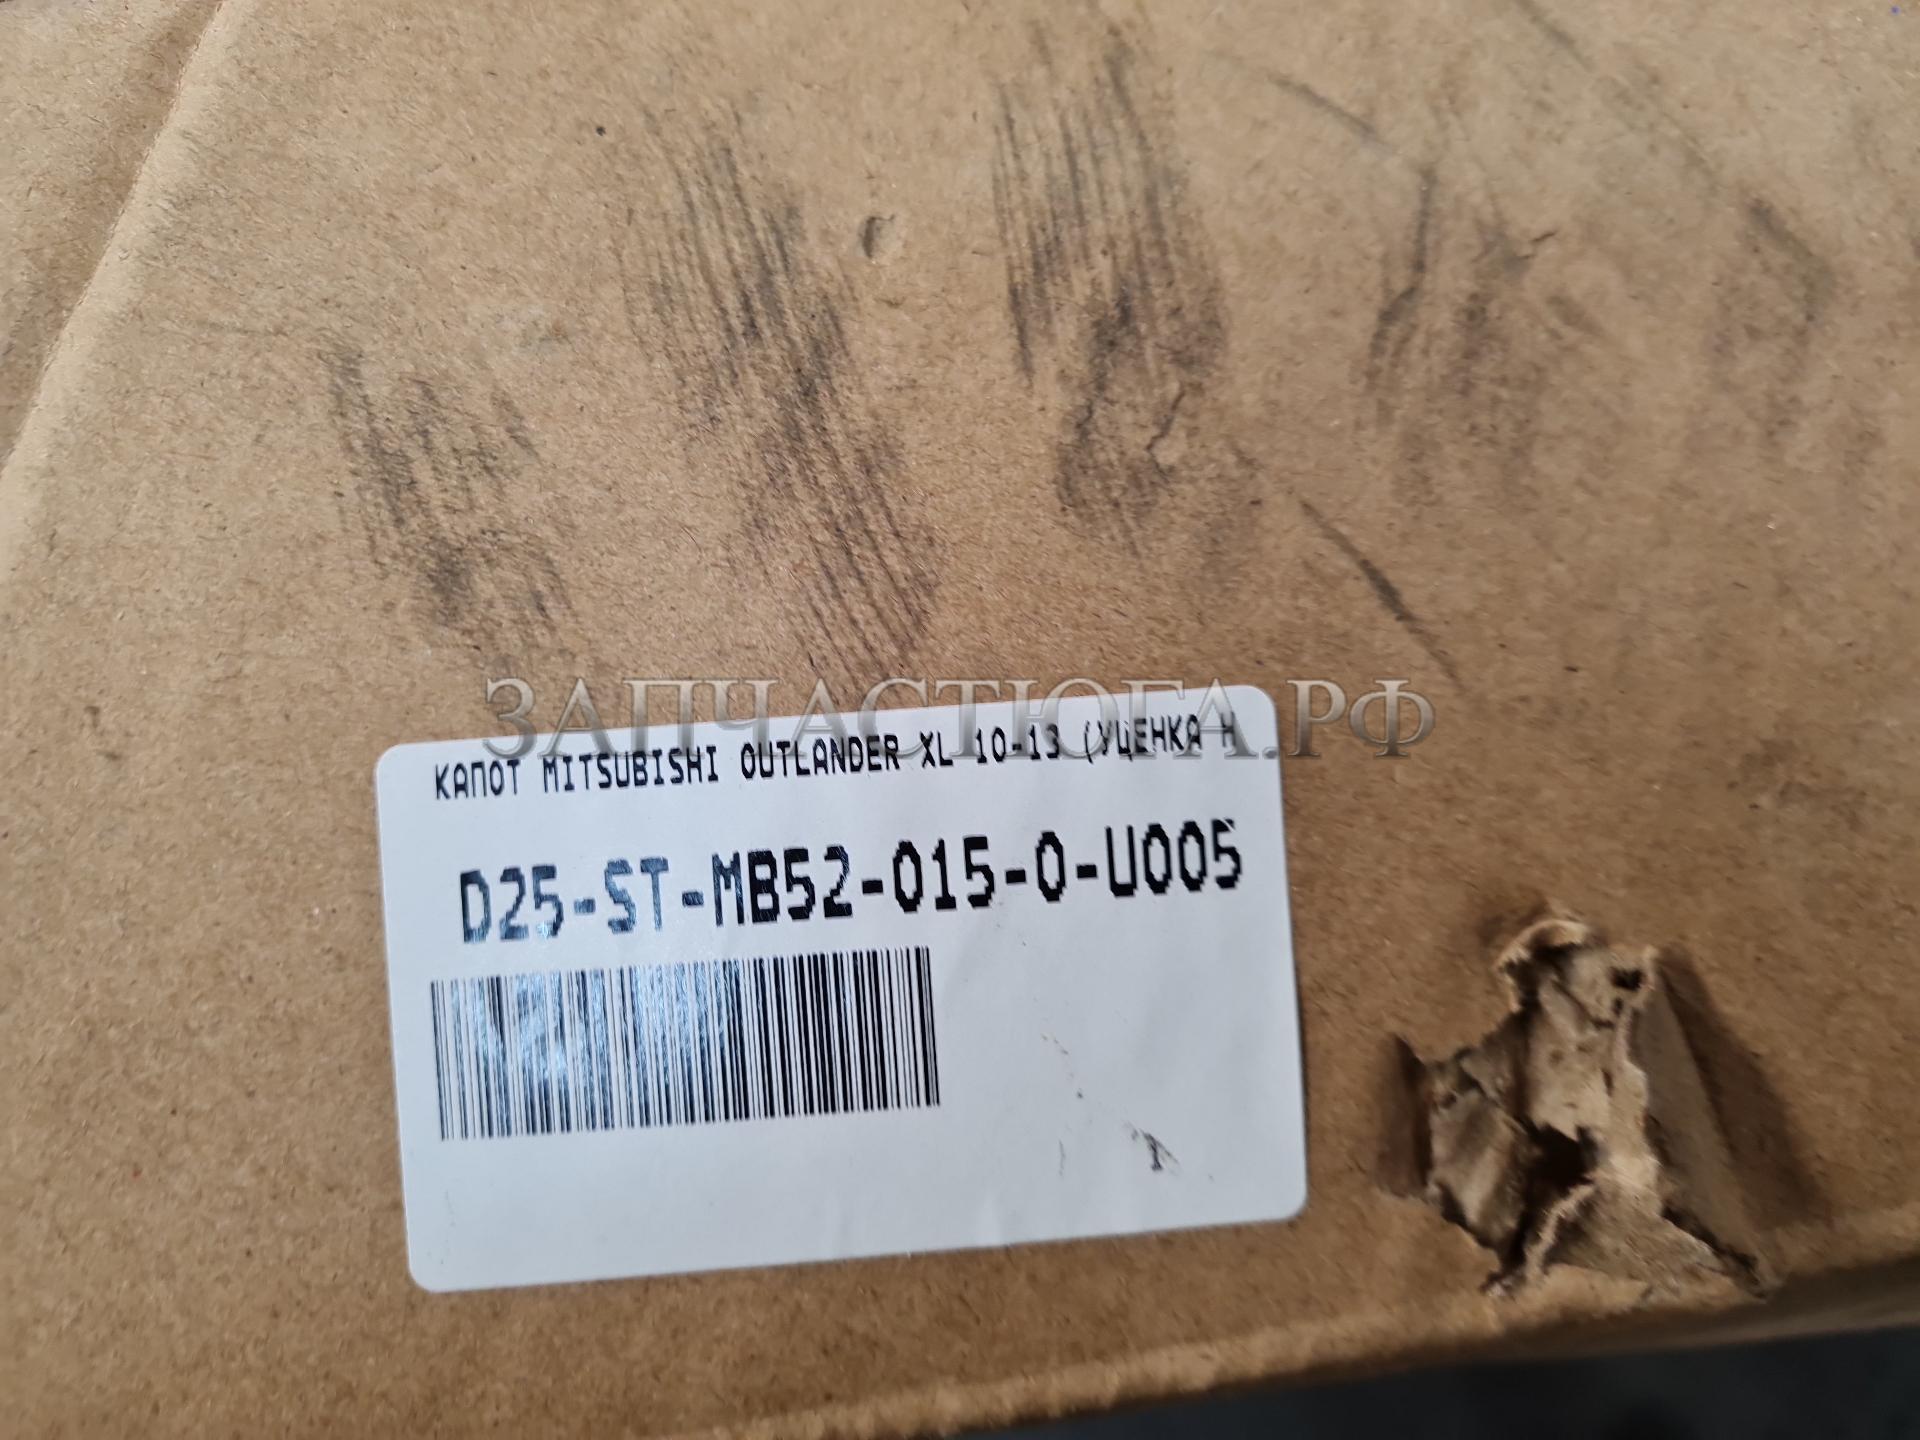 ЗАПЧАСТЮГА.РФ
КАПОТ MITSUBISHI OUTLANDER XL 10-13 (УЦЕНКА Н
D25-ST-MB52-015-0-U005